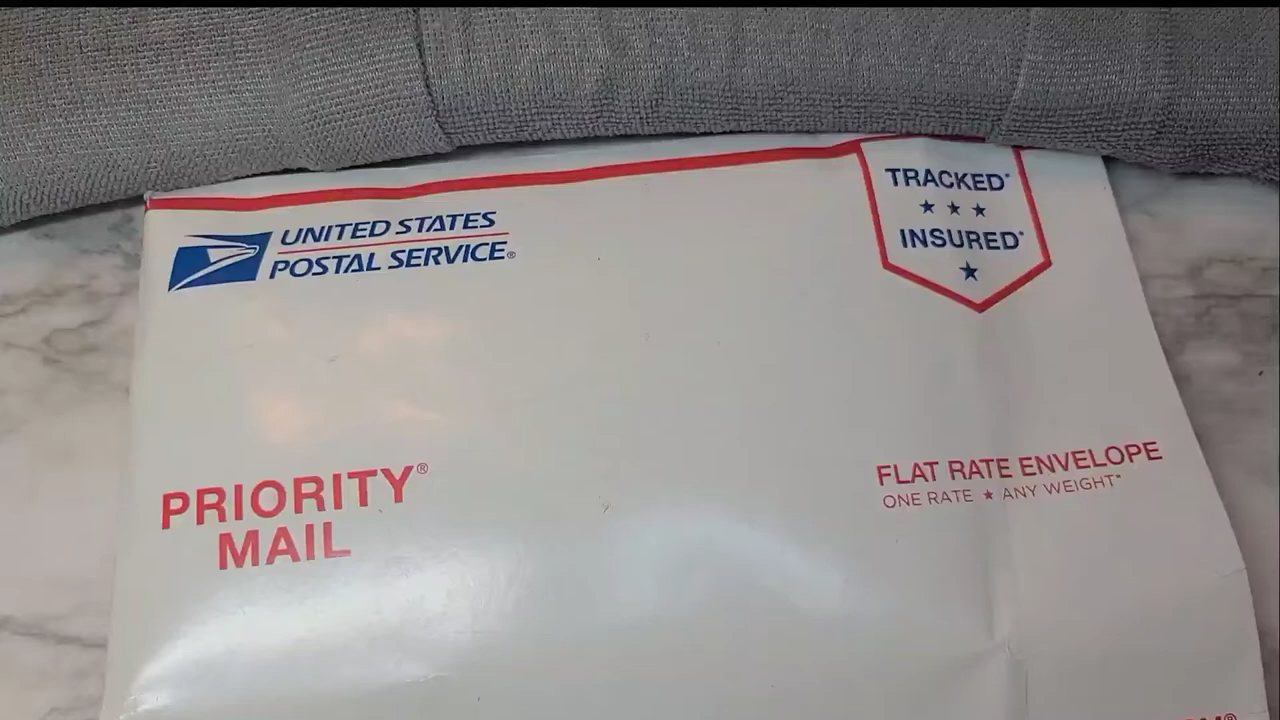 UNITED STATES
POSTAL SERVICE®
TRACKED*
★ ★ ★
INSURED*
★
PRIORITY®
MAIL
FLAT RATE ENVELOPE
ONE RATE ★ ANY WEIGHT*